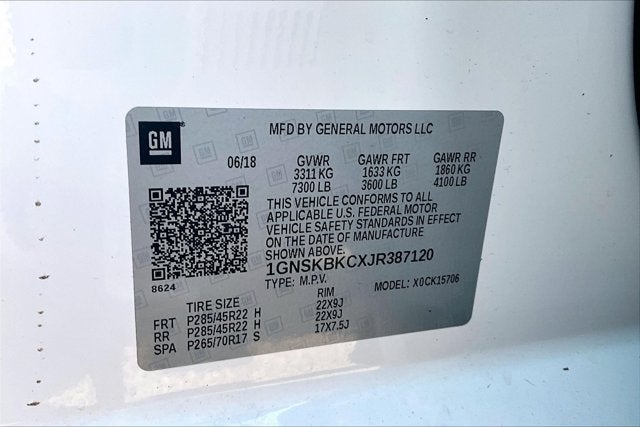 GM
MFD BY GENERAL MOTORS LLC
06/18 GVWR GAWR FRT GAWR RR
3311 KG 1633 KG 1860 KG
7300 LB 3600 LB 4100 LB
THIS VEHICLE CONFORMS TO ALL
APPLICABLE U.S. FEDERAL MOTOR
VEHICLE SAFETY STANDARDS IN EFFECT
ON THE DATE OF MANUFACTURE
SHOWN ABOVE.
1GNSKBKCXJR387120
8624 TYPE: M.P.V. MODEL: X0CK15706
TIRE SIZE RIM
FRT P285/45R22 H 22X9J
RR P285/45R22 H 22X9J
SPA P265/70R17 S 17X7.5J